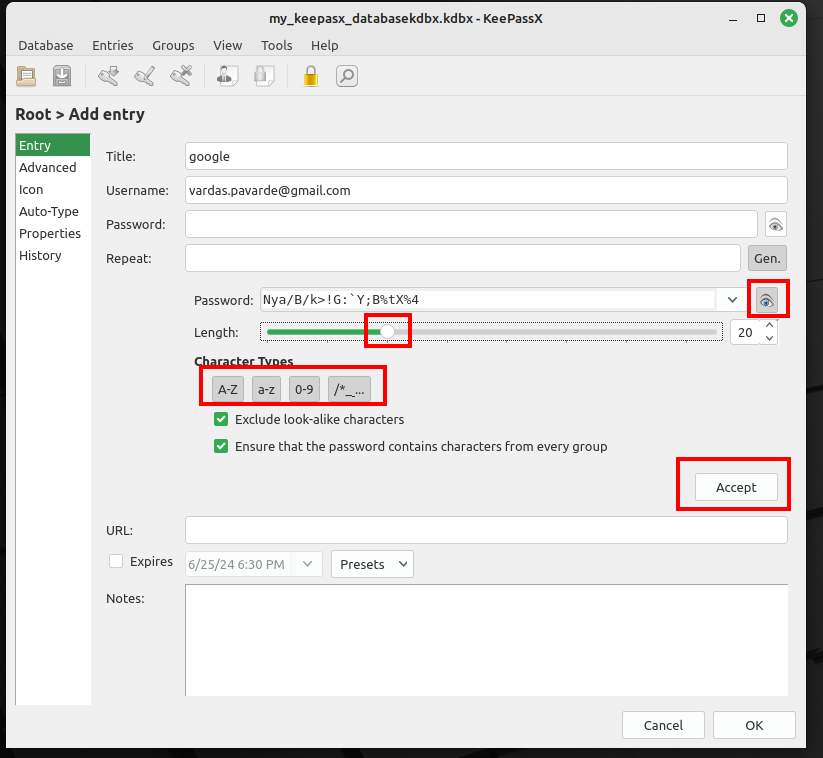 my_keepasx_databasekdbx.kdbx - KeePassX
Database Entries Groups View Tools Help
Root > Add entry
Entry
Advanced
Icon
Auto-Type
Properties
History
Title: google
Username: vardas.pavarde@gmail.com
Password:
Repeat: Gen.
Password: Nya/B/k>!G:`Y;B%tX%4
Length: 20
Character Types
A-Z a-z 0-9 /*_...
Exclude look-alike characters
Ensure that the password contains characters from every group
Accept
URL:
Expires 6/25/24 6:30 PM Presets
Notes:
Cancel OK